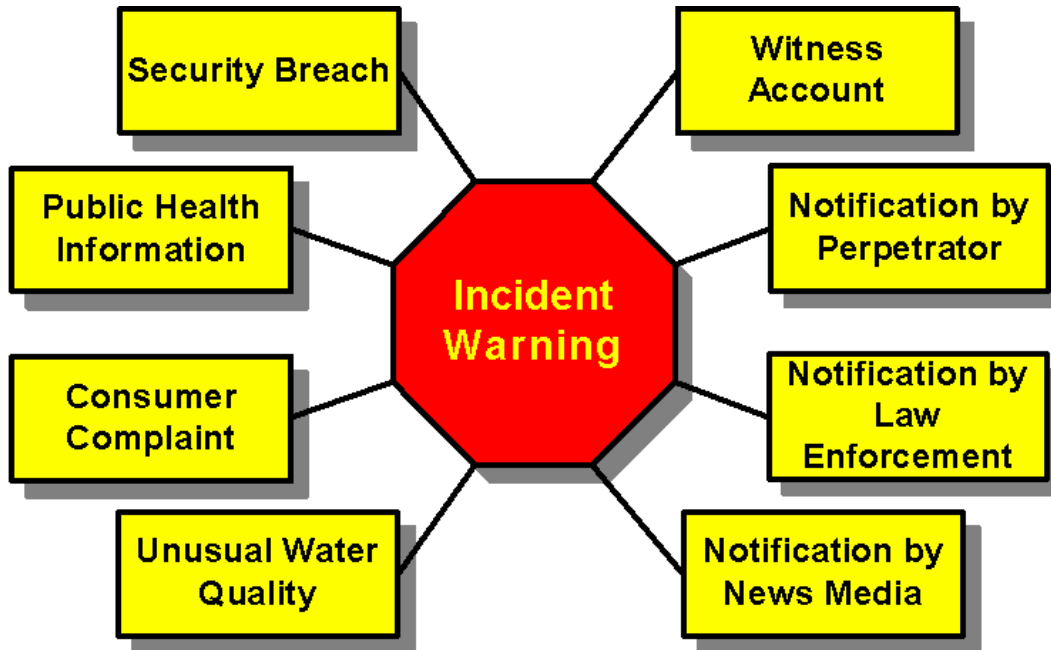 Security Breach
Witness
Account
Public Health
Information
Notification by
Perpetrator
Incident
Warning
Consumer
Complaint
Notification by
Law
Enforcement
Unusual Water
Quality
Notification by
News Media